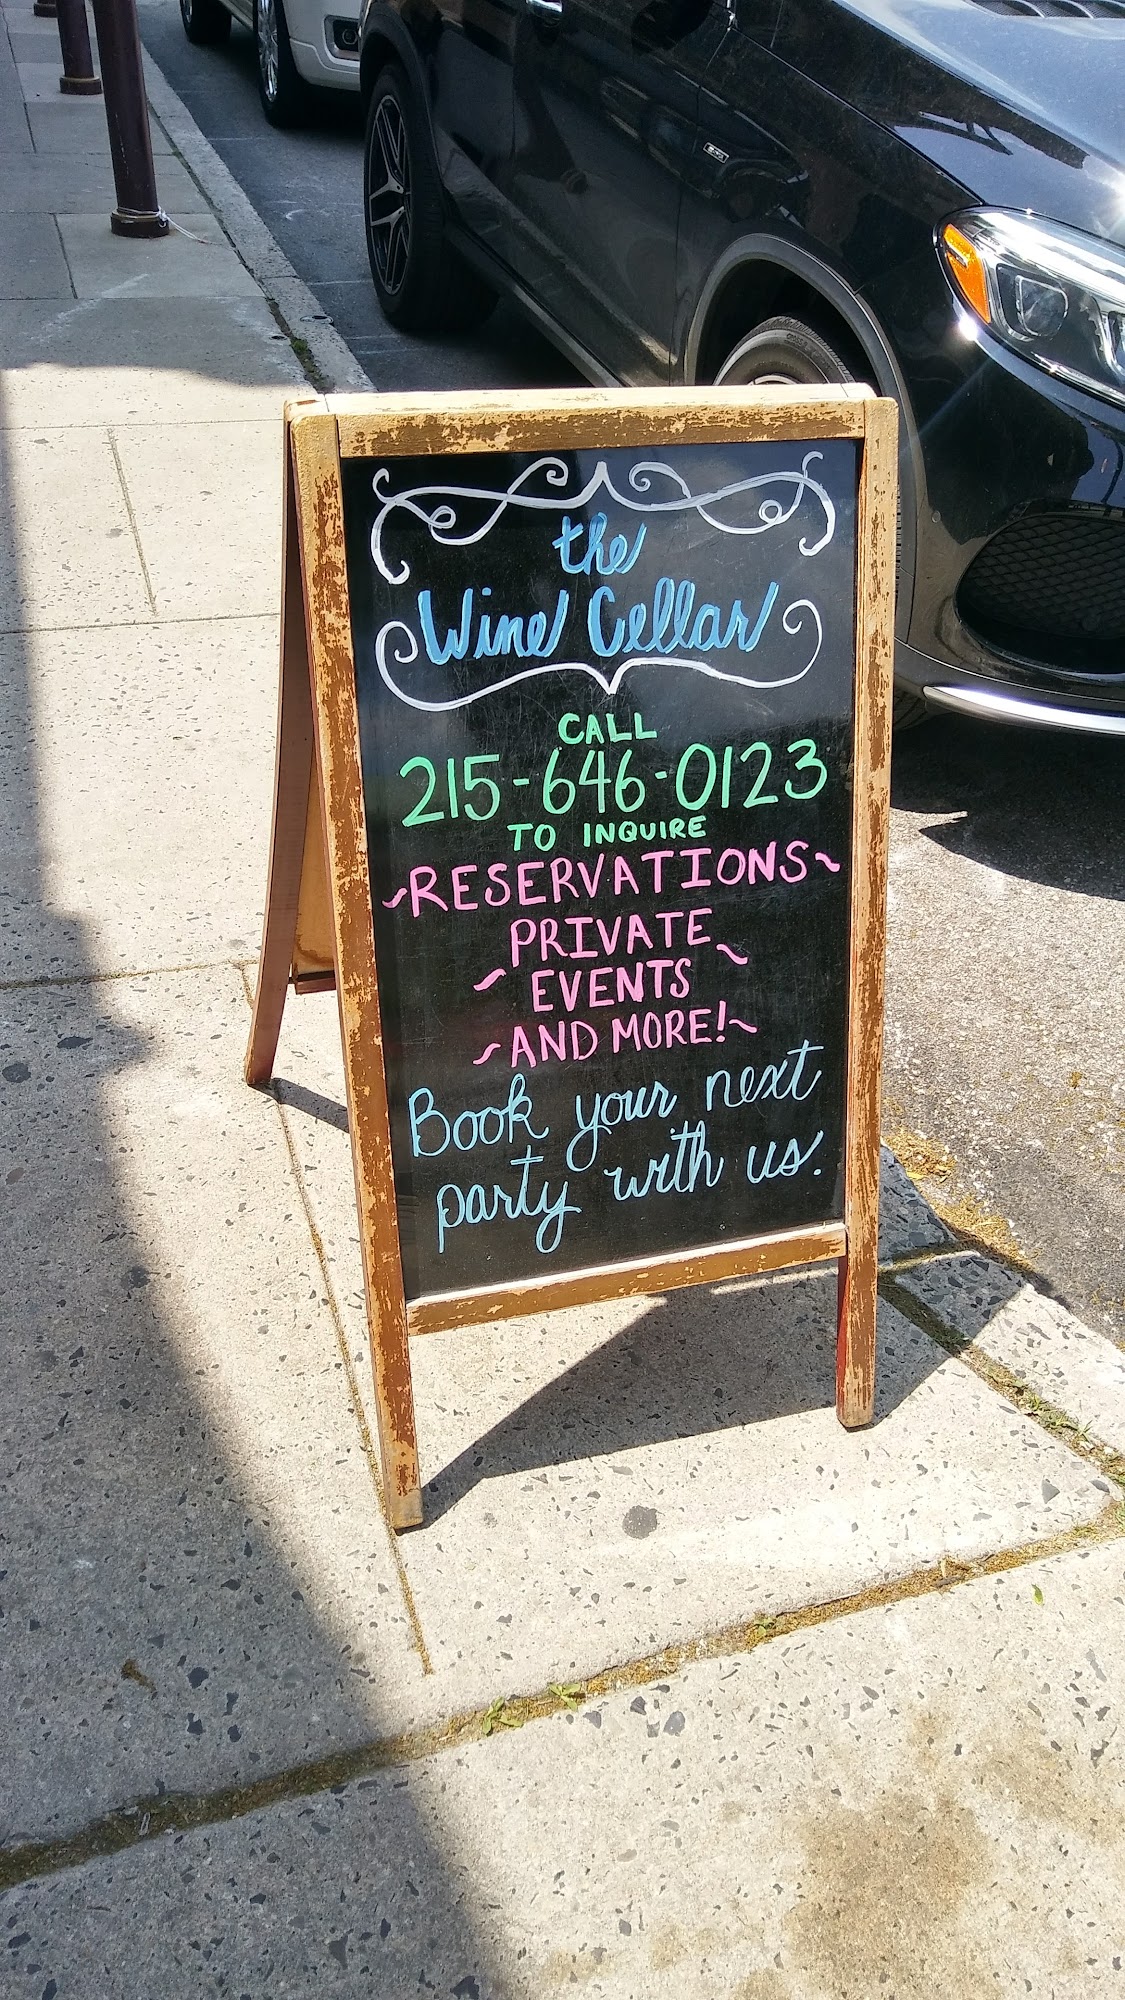 the
Wine Cellar
CALL
215-646-0123
TO INQUIRE
~RESERVATIONS~
PRIVATE
~EVENTS~
~AND MORE!~
Book your next
party with us.